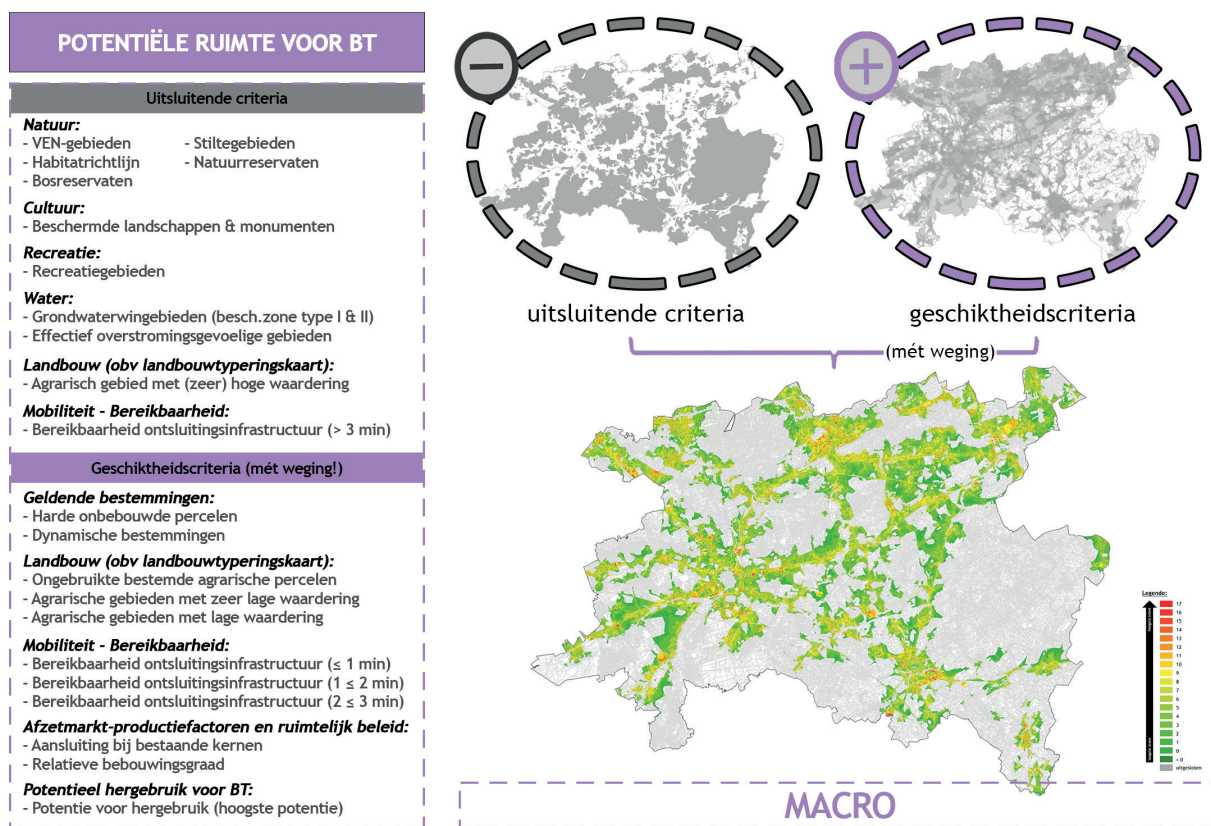 POTENTIËLE RUIMTE VOOR BT
Uitsluitende criteria
Natuur:
- VEN-gebieden
- Stiltegebieden
- Habitatrichtlijn
- Natuurreservaten
- Bosreservaten
Cultuur:
- Beschermde landschappen & monumenten
Recreatie:
- Recreatiegebieden
Water:
- Grondwaterwingebieden (besch.zone type I & II)
- Effectief overstromingsgevoelige gebieden
Landbouw (obv landbouwtyperingskaart):
- Agrarisch gebied met (zeer) hoge waardering
Mobiliteit - Bereikbaarheid:
- Bereikbaarheid ontsluitingsinfrastructuur (> 3 min)
Geschiktheidscriteria (mét weging!)
Geldende bestemmingen:
- Harde onbebouwde percelen
- Dynamische bestemmingen
Landbouw (obv landbouwtyperingskaart):
- Ongebruikte bestemde agrarische percelen
- Agrarische gebieden met zeer lage waardering
- Agrarische gebieden met lage waardering
Mobiliteit - Bereikbaarheid:
- Bereikbaarheid ontsluitingsinfrastructuur (≤ 1 min)
- Bereikbaarheid ontsluitingsinfrastructuur (1 ≤ 2 min)
- Bereikbaarheid ontsluitingsinfrastructuur (2 ≤ 3 min)
Afzetmarkt-productiefactoren en ruimtelijk beleid:
- Aansluiting bij bestaande kernen
- Relatieve bebouwingsgraad
Potentieel hergebruik voor BT:
- Potentie voor hergebruik (hoogste potentie)
uitsluitende criteria
geschiktheidscriteria
(mét weging)
Legende:
17
16
15
14
13
12
11
10
9
8
7
6
5
4
3
2
1
0
< 0
uitgesloten
hoogste score
laagste score
MACRO